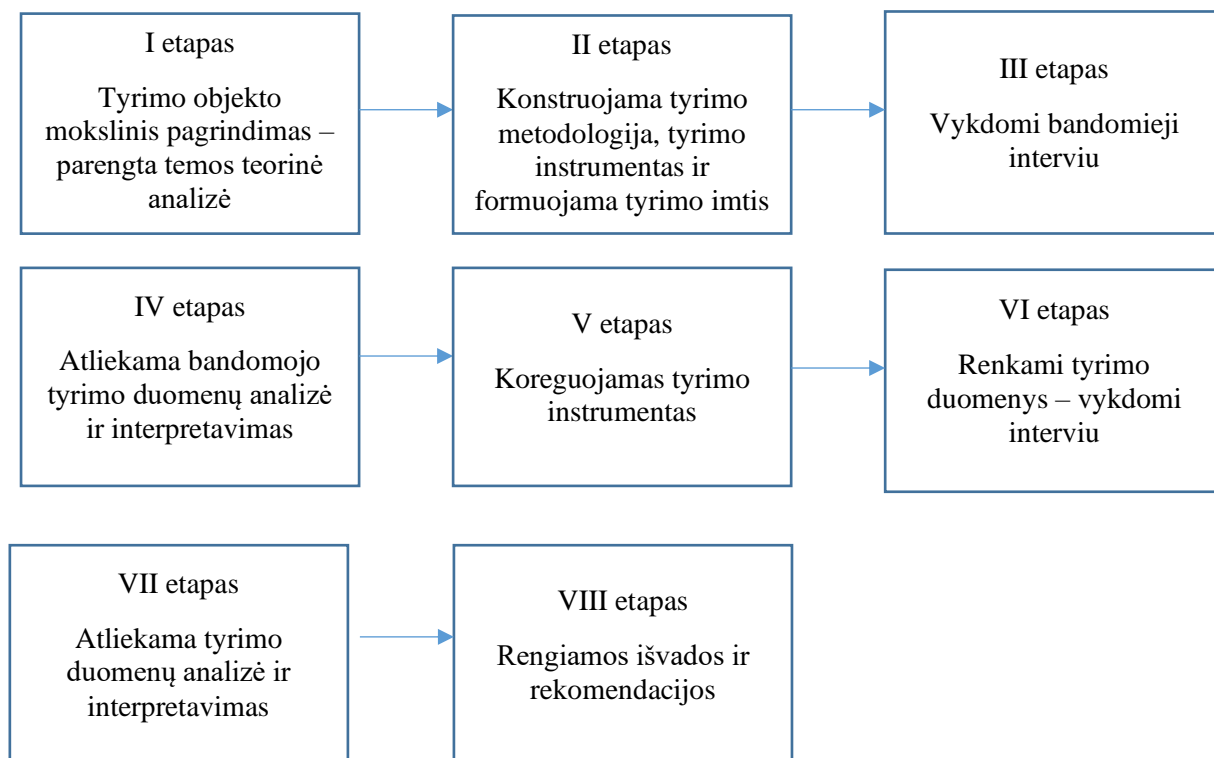 I etapas
Tyrimo objekto
mokslinis pagrindimas –
parengta temos teorinė
analizė
II etapas
Konstruojama tyrimo
metodologija, tyrimo
instrumentas ir
formuojama tyrimo imtis
III etapas
Vykdomi bandomieji
interviu
IV etapas
Atliekama bandomojo
tyrimo duomenų analizė
ir interpretavimas
V etapas
Koreguojamas tyrimo
instrumentas
VI etapas
Renkami tyrimo
duomenys – vykdomi
interviu
VII etapas
Atliekama tyrimo
duomenų analizė ir
interpretavimas
VIII etapas
Rengiamos išvados ir
rekomendacijos